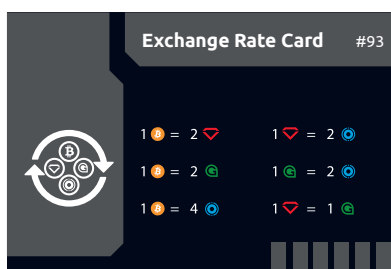 Exchange Rate Card #93
1 = 2 1 = 2
1 = 2 1 = 2
1 = 4 1 = 1